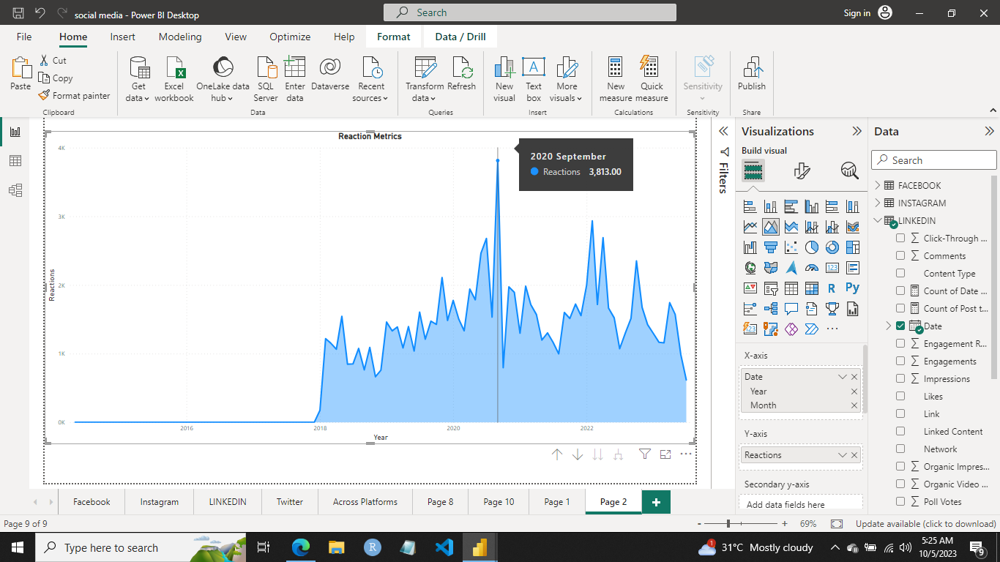 social media - Power BI Desktop
Search
Sign in
File
Home
Insert
Modeling
View
Optimize
Help
Format
Data / Drill
Paste
Cut
Copy
Format painter
Clipboard
Get data
Excel workbook
OneLake data hub
SQL Server
Enter data
Dataverse
Recent sources
Data
Transform data
Refresh
Queries
New visual
Text box
More visuals
Insert
New measure
Quick measure
Calculations
Sensitivity
Sensitivity
Publish
Share
Reaction Metrics
4K
3K
2K
1K
0K
Reactions
2016
2018
2020
2022
Year
2020 September
Reactions 3,813.00
Filters
Visualizations
Build visual
R
Py
123
123
X-axis
Date
Year
Month
Y-axis
Reactions
Secondary y-axis
Add data fields here
Data
Search
FACEBOOK
INSTAGRAM
LINKEDIN
Click-Through ...
Comments
Content Type
Count of Date ...
Count of Post t...
Date
Engagement R...
Engagements
Impressions
Likes
Link
Linked Content
Network
Organic Impres...
Organic Video ...
Poll Votes
Facebook
Instagram
LINKEDIN
Twitter
Across Platforms
Page 8
Page 10
Page 1
Page 2
Page 9 of 9
69%
Update available (click to download)
Type here to search
R
1
31°C Mostly cloudy
5:25 AM
10/5/2023
9